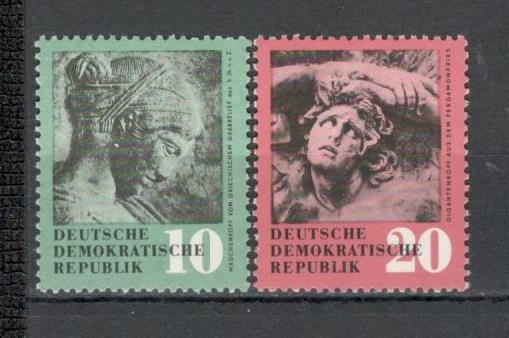 DEUTSCHE
DEMOKRATISCHE
REPUBLIK
10
MÄDCHENKOPF VON GRIECHISCHEM GRABRELIEF
DEUTSCHE
DEMOKRATISCHE
REPUBLIK
20
GIGANTENKOPF AUS DEM PERGAMONFRIES